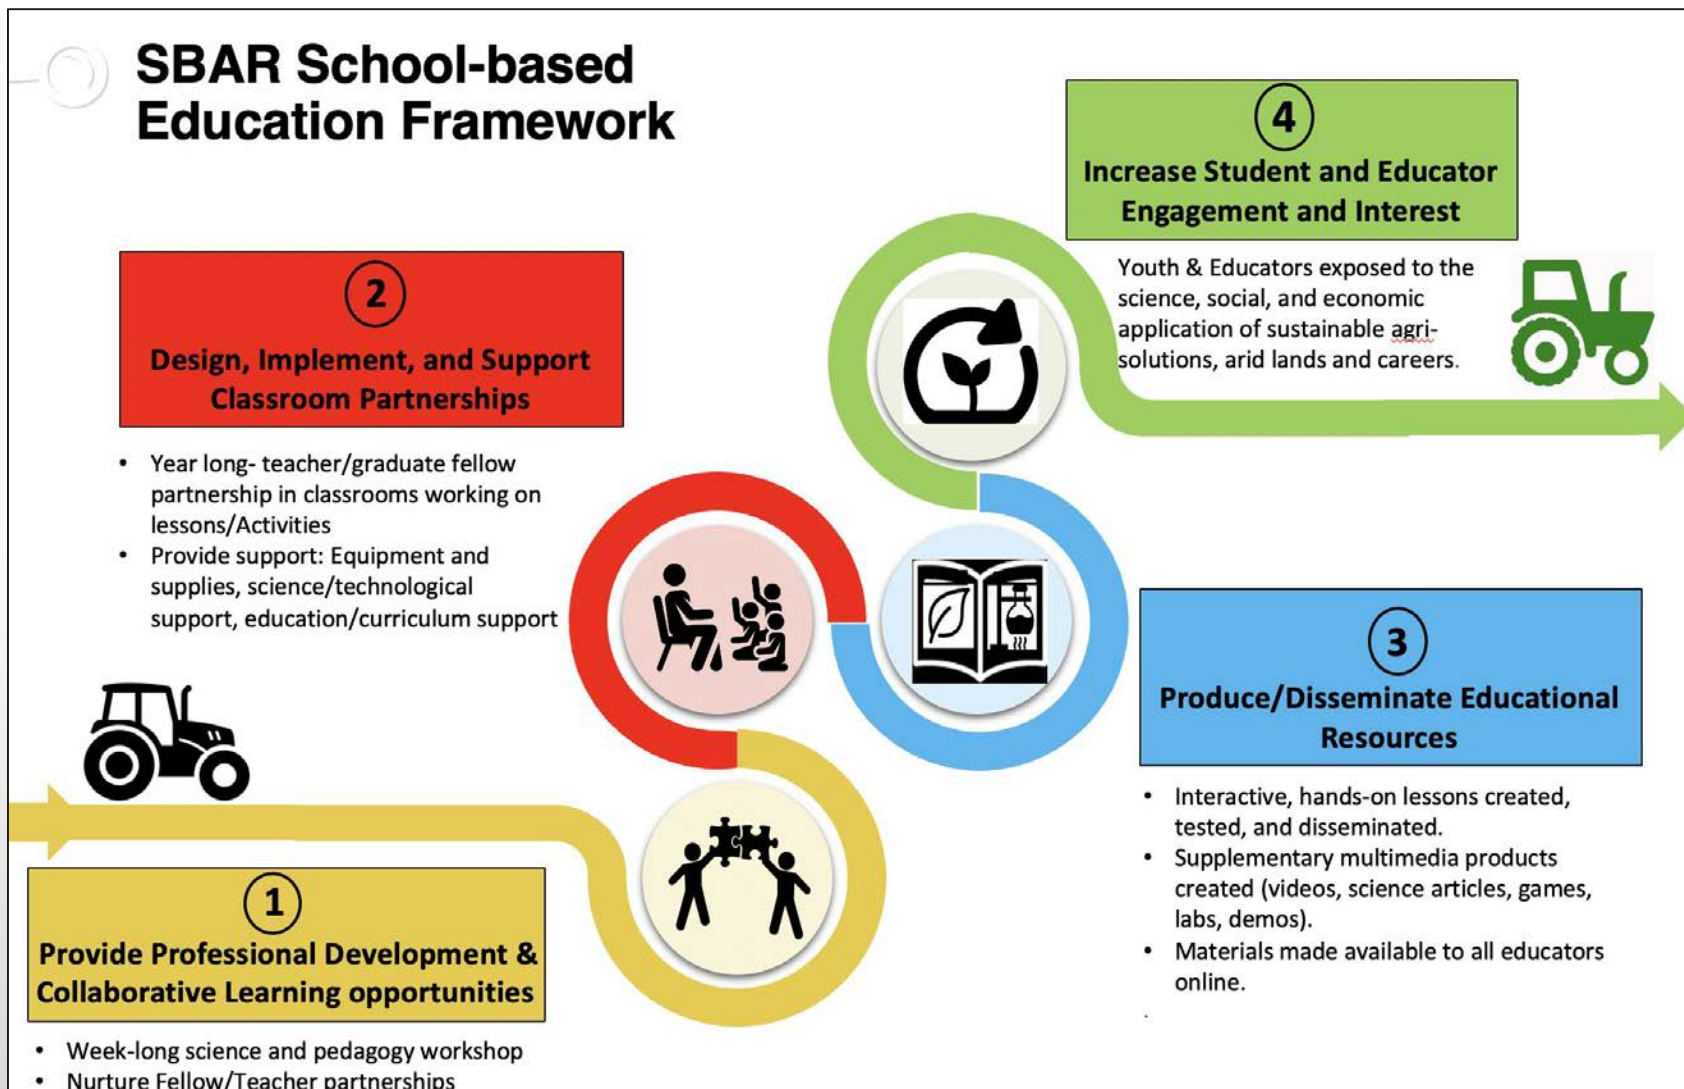 SBAR School-based
Education Framework
1
Provide Professional Development &
Collaborative Learning opportunities
• Week-long science and pedagogy workshop
• Nurture Fellow/Teacher partnerships
2
Design, Implement, and Support
Classroom Partnerships
• Year long- teacher/graduate fellow
partnership in classrooms working on
lessons/Activities
• Provide support: Equipment and
supplies, science/technological
support, education/curriculum support
3
Produce/Disseminate Educational
Resources
• Interactive, hands-on lessons created,
tested, and disseminated.
• Supplementary multimedia products
created (videos, science articles, games,
labs, demos).
• Materials made available to all educators
online.
.
4
Increase Student and Educator
Engagement and Interest
Youth & Educators exposed to the
science, social, and economic
application of sustainable agri-
solutions, arid lands and careers.